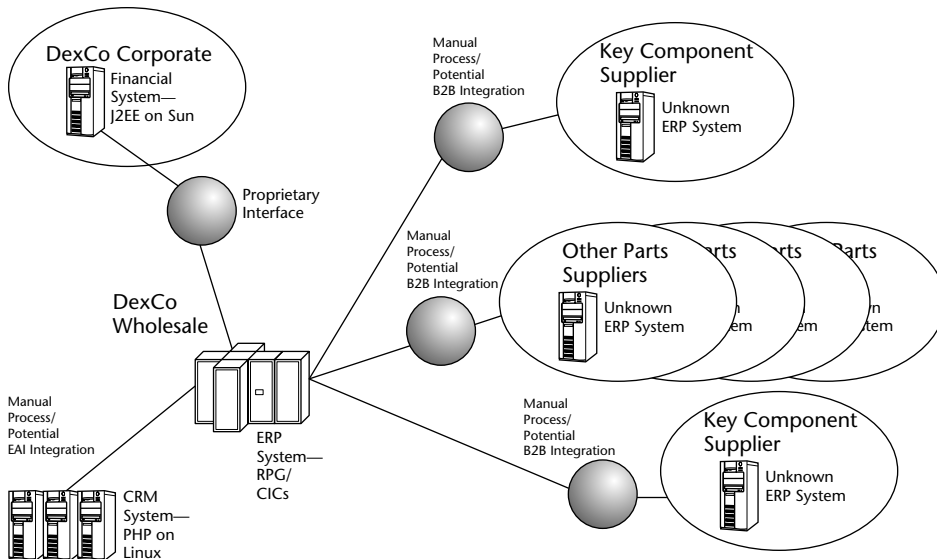 DexCo Corporate
Financial
System—
J2EE on Sun
Proprietary
Interface
DexCo
Wholesale
Manual
Process/
Potential
EAI Integration
CRM
System—
PHP on
Linux
ERP
System—
RPG/
CICs
Manual
Process/
Potential
B2B Integration
Key Component
Supplier
Unknown
ERP System
Manual
Process/
Potential
B2B Integration
Other Parts
Suppliers
Unknown
ERP System
Parts
Manual
Process/
Potential
B2B Integration
Key Component
Supplier
Unknown
ERP System